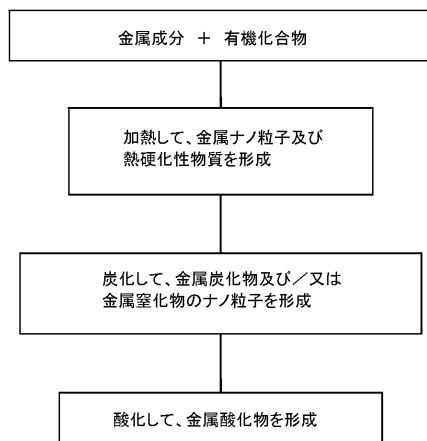 金属成分 ＋ 有機化合物
加熱して、金属ナノ粒子及び
熱硬化性物質を形成
炭化して、金属炭化物及び／又は
金属窒化物のナノ粒子を形成
酸化して、金属酸化物を形成